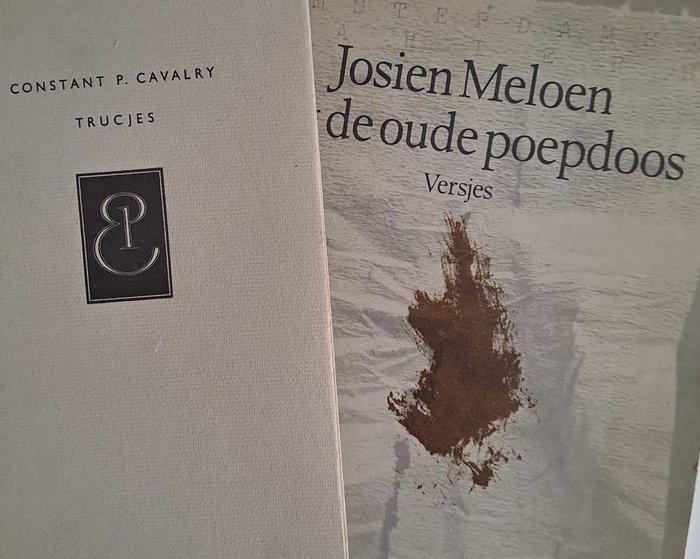 CONSTANT P. CAVALRY
TRUCJES
Josien Meloen
de oude poepdoos
Versjes